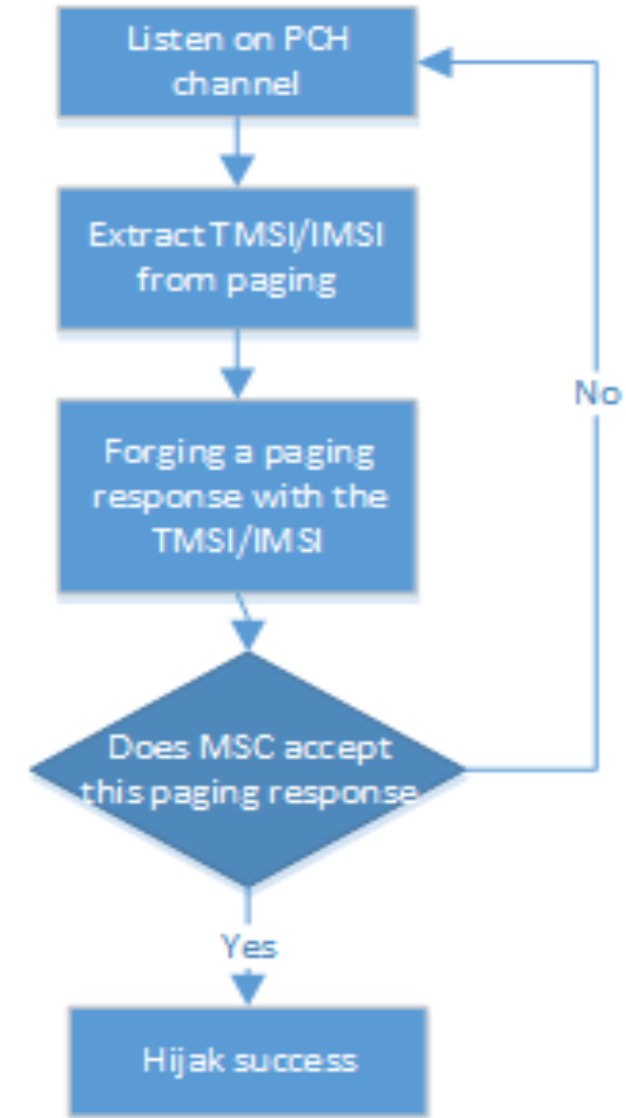 Listen on PCH
channel
Extract TMSI/IMSI
from paging
Forging a paging
response with the
TMSI/IMSI
No
Does MSC accept
this paging response
Yes
Hijak success